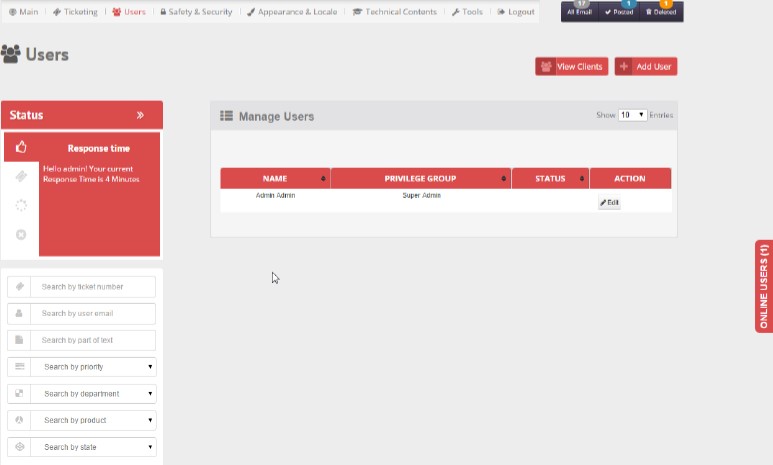 Main Ticketing Users Safety & Security Appearance & Locale Technical Contents Tools Logout
17 1 1
All Email Posted Deleted
Users
View Clients Add User
Status
Response time
Hello admin! Your current
Response Time is 4 Minutes
Manage Users Show 10 Entries
NAME PRIVILEGE GROUP STATUS ACTION
Admin Admin Super Admin Edit
Search by ticket number
Search by user email
Search by part of text
Search by priority
Search by department
Search by product
Search by state
ONLINE USERS (1)